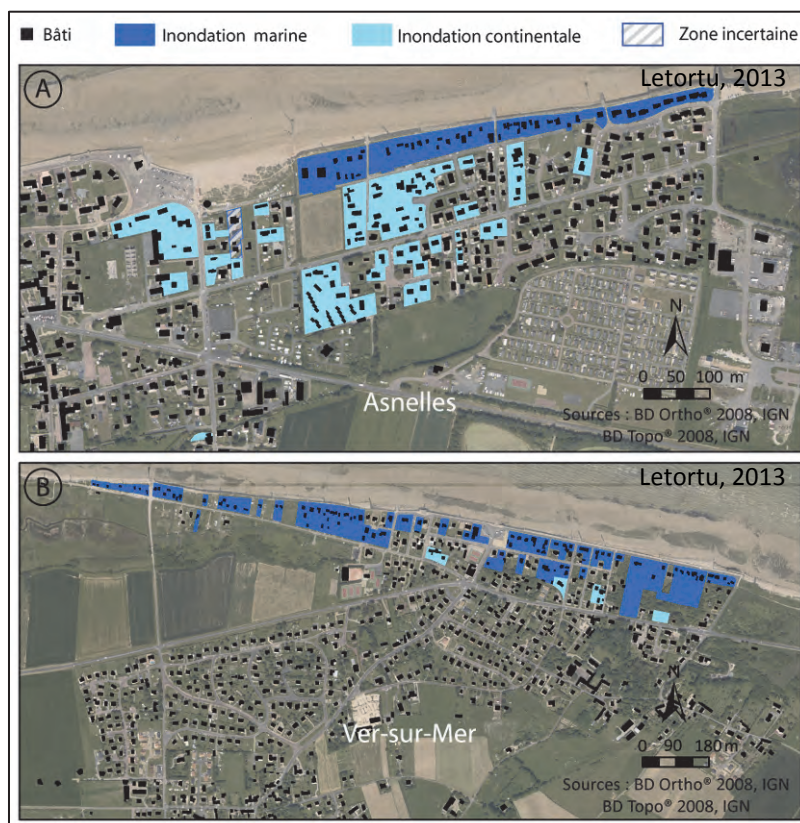 Bâti Inondation marine Inondation continentale Zone incertaine
A
Letortu, 2013
N
0 50 100 m
Asnelles
Sources : BD Ortho® 2008, IGN
BD Topo® 2008, IGN
B
Letortu, 2013
N
Ver-sur-Mer
0 90 180 m
Sources : BD Ortho® 2008, IGN
BD Topo® 2008, IGN